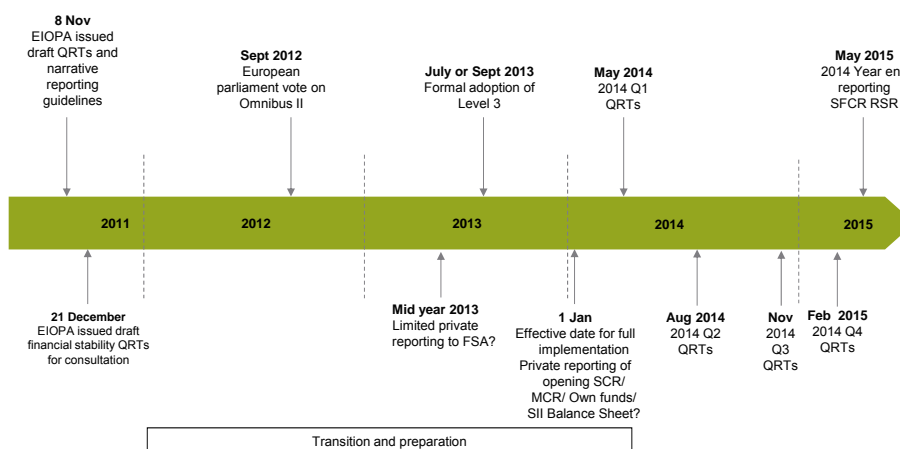 8 Nov
EIOPA issued
draft QRTs and
narrative
reporting
guidelines
Sept 2012
European
parliament vote on
Omnibus II
July or Sept 2013
Formal adoption of
Level 3
May 2014
2014 Q1
QRTs
May 2015
2014 Year en
reporting
SFCR RSR
2011
2012
2013
2014
2015
21 December
EIOPA issued draft
financial stability QRTs
for consultation
Mid year 2013
Limited private
reporting to FSA?
1 Jan
Effective date for full
implementation
Private reporting of
opening SCR/
MCR/ Own funds/
SII Balance Sheet?
Aug 2014
2014 Q2
QRTs
Nov
2014
Q3
QRTs
Feb 2015
2014 Q4
QRTs
Transition and preparation